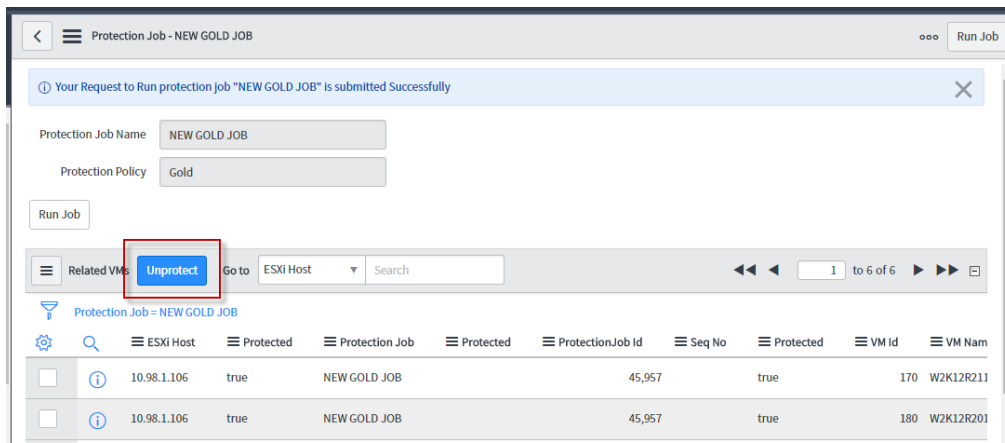 Protection Job - NEW GOLD JOB
Run Job
Your Request to Run protection job "NEW GOLD JOB" is submitted Successfully
Protection Job Name NEW GOLD JOB
Protection Policy Gold
Run Job
Related VMs Unprotect Go to ESXi Host Search 1 to 6 of 6
Protection Job = NEW GOLD JOB
ESXi Host Protected Protection Job Protected ProtectionJob Id Seq No Protected VM Id VM Nam
10.98.1.106 true NEW GOLD JOB 45,957 true 170 W2K12R211
10.98.1.106 true NEW GOLD JOB 45,957 true 180 W2K12R201